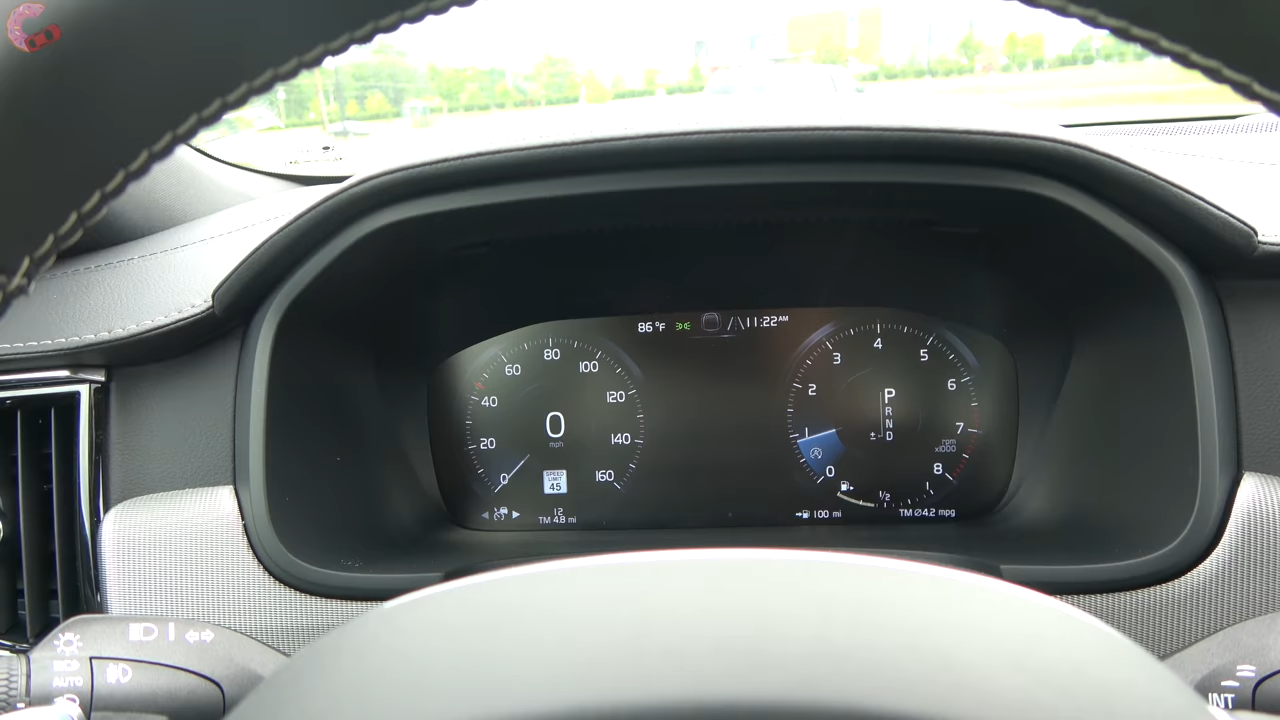 86°F 11:22AM
80
60 100
40 120
20 140
0 160
0
mph
SPEED
LIMIT
45
12
TM 4.8 mi
4
3 5
2 6
1 7
0 8
P
R
N
± D
rpm
x1000
1/2
1
100 mi
TM ∅4.2 mpg
AUTO
INT